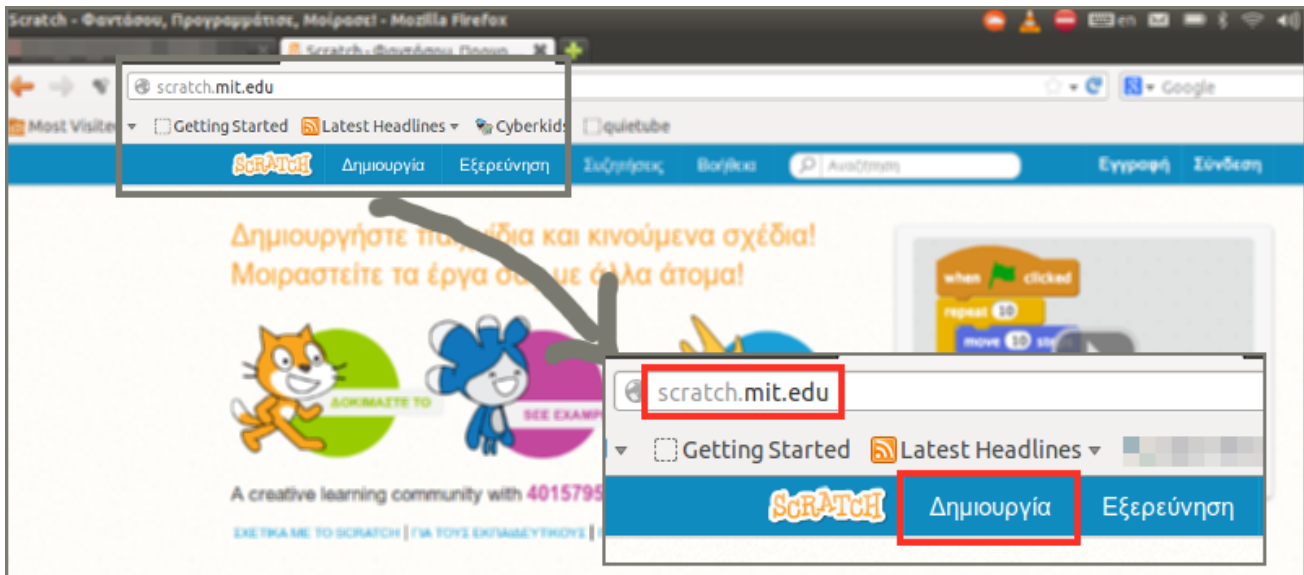 Scratch - Φαντάσου, Προγραμμάτισε, Μοίρασε! - Mozilla Firefox
en
Scratch - Φαντάσου, Προγρ
scratch.mit.edu
Google
Most Visited
Getting Started
Latest Headlines
Cyberkids
quietube
SCRATCH
Δημιουργία
Εξερεύνηση
Συζητήσεις
Βοήθεια
Αναζήτηση
Εγγραφή
Σύνδεση
Δημιουργήστε παιχνίδια και κινούμενα σχέδια!
Μοιραστείτε τα έργα σας με άλλα άτομα!
when clicked
repeat 10
move 10
ΔΟΚΙΜΑΣΤΕ ΤΟ
SEE EXAMP
scratch.mit.edu
Getting Started
Latest Headlines
SCRATCH
Δημιουργία
Εξερεύνηση
A creative learning community with 4015795
ΣΧΕΤΙΚΑ ΜΕ ΤΟ SCRATCH | ΓΙΑ ΤΟΥΣ ΕΚΠΑΙΔΕΥΤΙΚΟΥΣ |